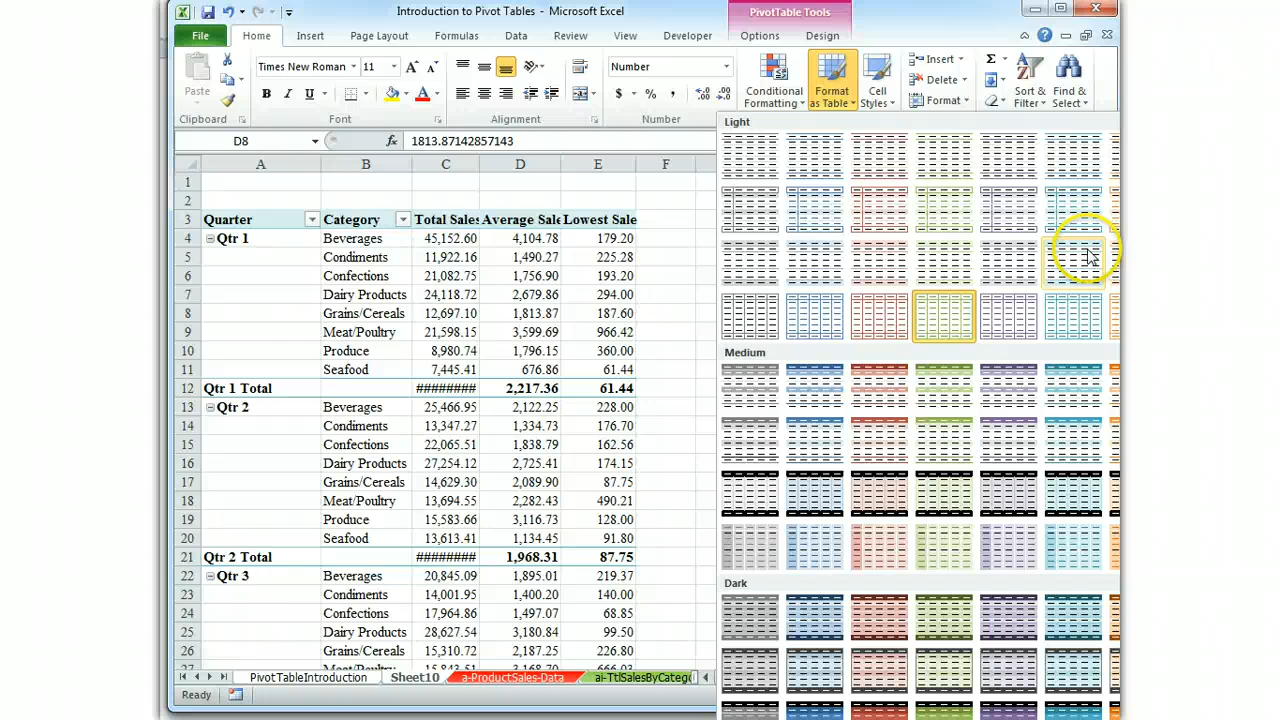 Introduction to Pivot Tables - Microsoft Excel
PivotTable Tools
File Home Insert Page Layout Formulas Data Review View Developer Options Design
Paste
Times New Roman 11
B I U A
A A
Number
$ % ,
Conditional Formatting
Format as Table
Cell Styles
Insert
Delete
Format
Σ
Sort & Filter
Find & Select
Clipboard Font Alignment Number
D8 fx 1813.87142857143
A B C D E F
1
2
3 Quarter Category Total Sales Average Sale Lowest Sale
4 Qtr 1 Beverages 45,152.60 4,104.78 179.20
5 Condiments 11,922.16 1,490.27 225.28
6 Confections 21,082.75 1,756.90 193.20
7 Dairy Products 24,118.72 2,679.86 294.00
8 Grains/Cereals 12,697.10 1,813.87 187.60
9 Meat/Poultry 21,598.15 3,599.69 966.42
10 Produce 8,980.74 1,796.15 360.00
11 Seafood 7,445.41 676.86 61.44
12 Qtr 1 Total ######## 2,217.36 61.44
13 Qtr 2 Beverages 25,466.95 2,122.25 228.00
14 Condiments 13,347.27 1,334.73 176.70
15 Confections 22,065.51 1,838.79 162.56
16 Dairy Products 27,254.12 2,725.41 174.15
17 Grains/Cereals 14,629.30 2,089.90 87.75
18 Meat/Poultry 13,694.55 2,282.43 490.21
19 Produce 15,583.66 3,116.73 128.00
20 Seafood 13,613.41 1,134.45 91.80
21 Qtr 2 Total ######## 1,968.31 87.75
22 Qtr 3 Beverages 20,845.09 1,895.01 219.37
23 Condiments 14,001.95 1,400.20 140.00
24 Confections 17,964.86 1,497.07 68.85
25 Dairy Products 28,627.54 3,180.84 99.50
26 Grains/Cereals 15,310.72 2,187.25 226.80
27 Meat/Poultry 15,843.51 3,168.70 666.03
Light
Medium
Dark
PivotTableIntroduction Sheet10 a-ProductSales-Data ai-TtlSalesByCatego
Ready